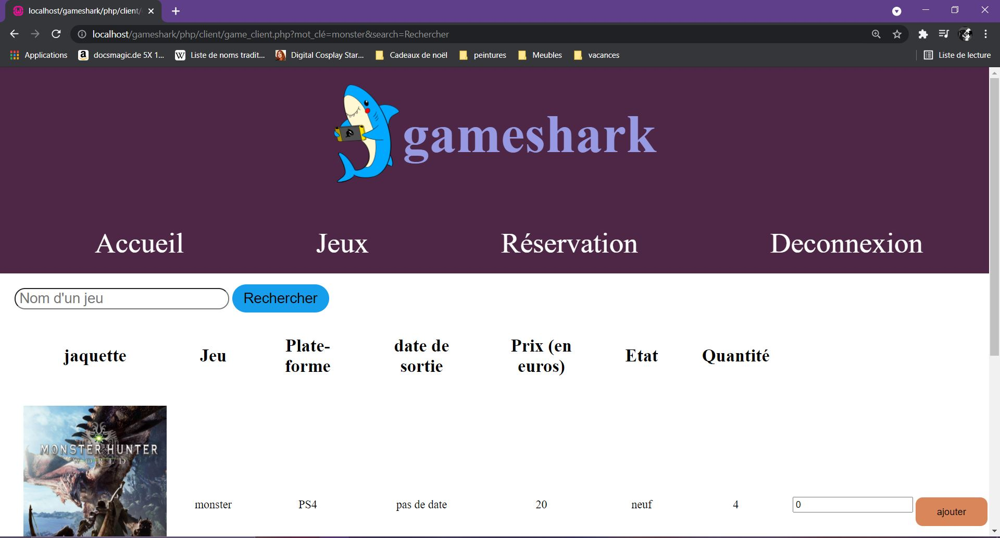 localhost/gameshark/php/client/
localhost/gameshark/php/client/game_client.php?mot_clé=monster&search=Rechercher
Applications docsmagic.de 5X 1... Liste de noms tradit... Digital Cosplay Star... Cadeaux de noël peintures Meubles vacances Liste de lecture
gameshark
Accueil Jeux Réservation Deconnexion
Nom d'un jeu Rechercher
jaquette Jeu Plate-forme date de sortie Prix (en euros) Etat Quantité
MONSTER HUNTER
WORLD
monster PS4 pas de date 20 neuf 4 0 ajouter